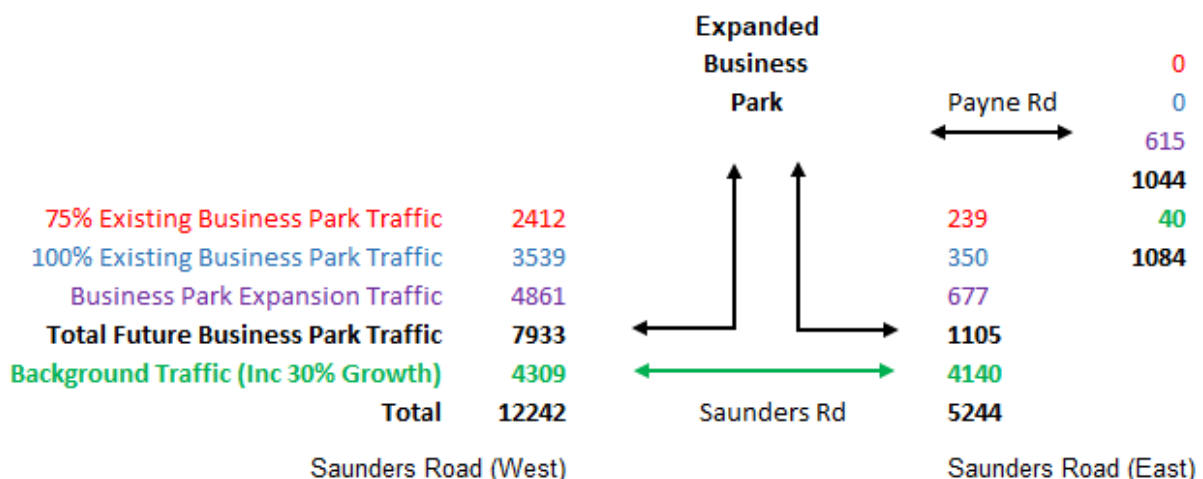 Expanded
Business 0
Park Payne Rd 0
615
1044
75% Existing Business Park Traffic 2412 239 40
100% Existing Business Park Traffic 3539 350 1084
Business Park Expansion Traffic 4861 677
Total Future Business Park Traffic 7933 1105
Background Traffic (Inc 30% Growth) 4309 4140
Total 12242 Saunders Rd 5244
Saunders Road (West) Saunders Road (East)